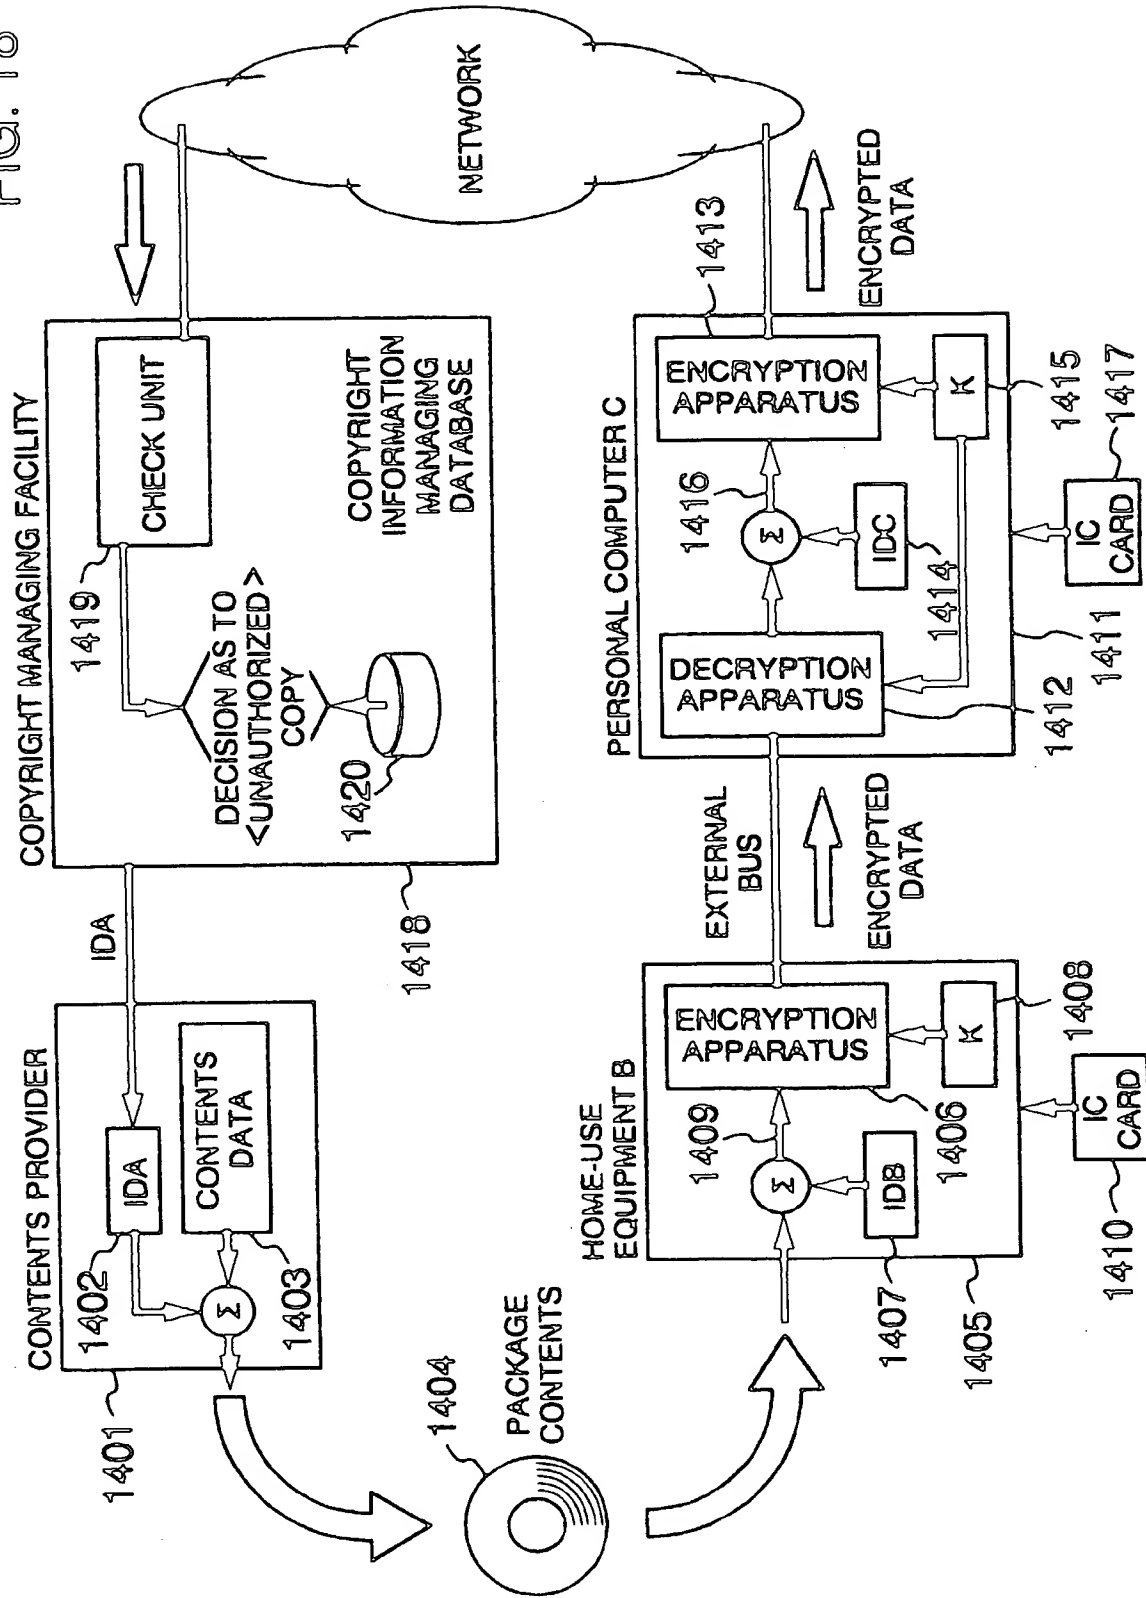 FIG. 18
COPYRIGHT MANAGING FACILITY
CHECK UNIT
1419
DECISION AS TO
<UNAUTHORIZED>
COPY
1420
COPYRIGHT
INFORMATION
MANAGING
DATABASE
1418
IDA
CONTENTS PROVIDER
IDA
CONTENTS
DATA
1402
1403
Σ
1401
1404
PACKAGE
CONTENTS
NETWORK
HOME-USE
EQUIPMENT B
ENCRYPTION
APPARATUS
1409
Σ
IDB
K
1406
1407
1408
1405
IC
CARD
1410
EXTERNAL
BUS
ENCRYPTED
DATA
PERSONAL COMPUTER C
DECRYPTION
APPARATUS
1416
Σ
ENCRYPTION
APPARATUS
1413
IDC
K
1414
1412
1415
1411
IC
CARD
1417
ENCRYPTED
DATA